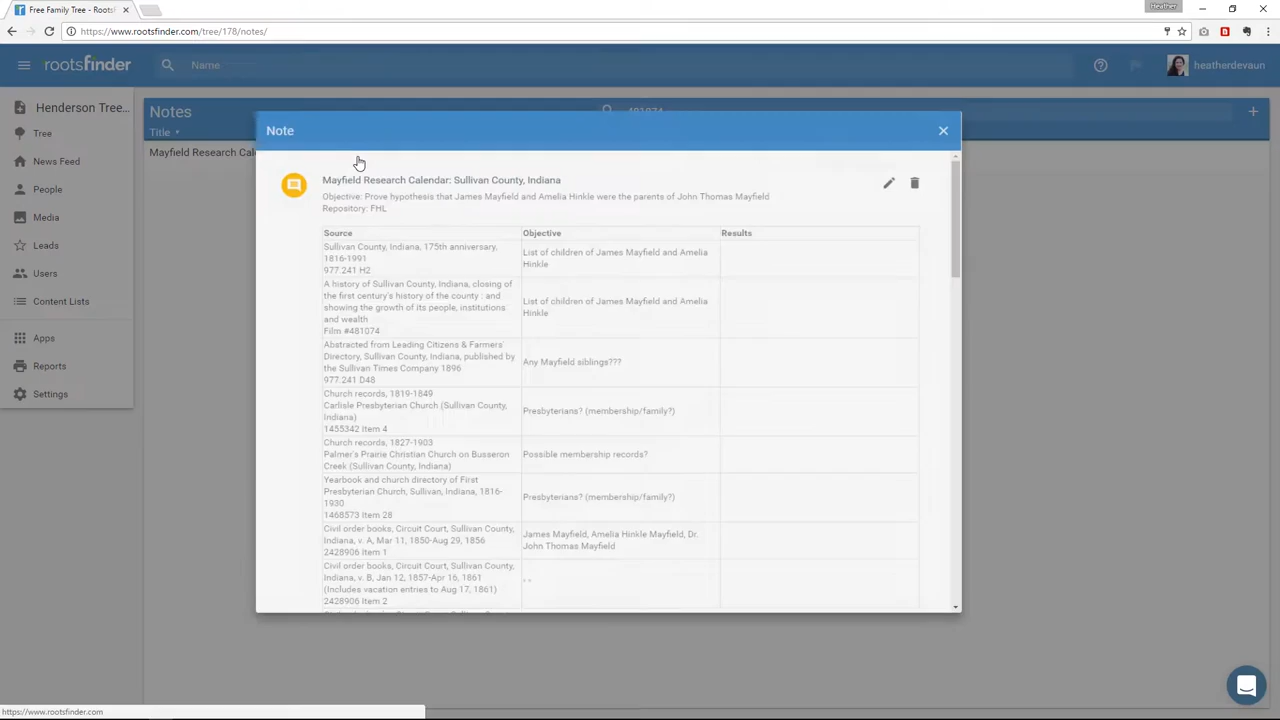 Free Family Tree - RootsF
Heather
https://www.rootsfinder.com/tree/178/notes/
rootsfinder
Name
heatherdevaun
Henderson Tree...
Tree
News Feed
People
Media
Leads
Users
Content Lists
Apps
Reports
Settings
Notes
481074
Title
Mayfield Research Cale
Note
Mayfield Research Calendar: Sullivan County, Indiana
Objective: Prove hypothesis that James Mayfield and Amelia Hinkle were the parents of John Thomas Mayfield
Repository: FHL
Source Objective Results
Sullivan County, Indiana, 175th anniversary,
1816-1991
977.241 H2
List of children of James Mayfield and Amelia
Hinkle
A history of Sullivan County, Indiana, closing of
the first century's history of the county : and
showing the growth of its people, institutions
and wealth
Film #481074
List of children of James Mayfield and Amelia
Hinkle
Abstracted from Leading Citizens & Farmers'
Directory, Sullivan County, Indiana, published by
the Sullivan Times Company 1896
977.241 D48
Any Mayfield siblings???
Church records, 1819-1849
Carlisle Presbyterian Church (Sullivan County,
Indiana)
1455342 Item 4
Presbyterians? (membership/family?)
Church records, 1827-1903
Palmer's Prairie Christian Church on Busseron
Creek (Sullivan County, Indiana)
Possible membership records?
Yearbook and church directory of First
Presbyterian Church, Sullivan, Indiana, 1816-
1930
1468573 Item 28
Presbyterians? (membership/family?)
Civil order books, Circuit Court, Sullivan County,
Indiana, v. A, Mar 11, 1850-Aug 29, 1856
2428906 Item 1
James Mayfield, Amelia Hinkle Mayfield, Dr.
John Thomas Mayfield
Civil order books, Circuit Court, Sullivan County,
Indiana, v. B, Jan 12, 1857-Apr 16, 1861
(Includes vacation entries to Aug 17, 1861)
2428906 Item 2
" "
https://www.rootsfinder.com